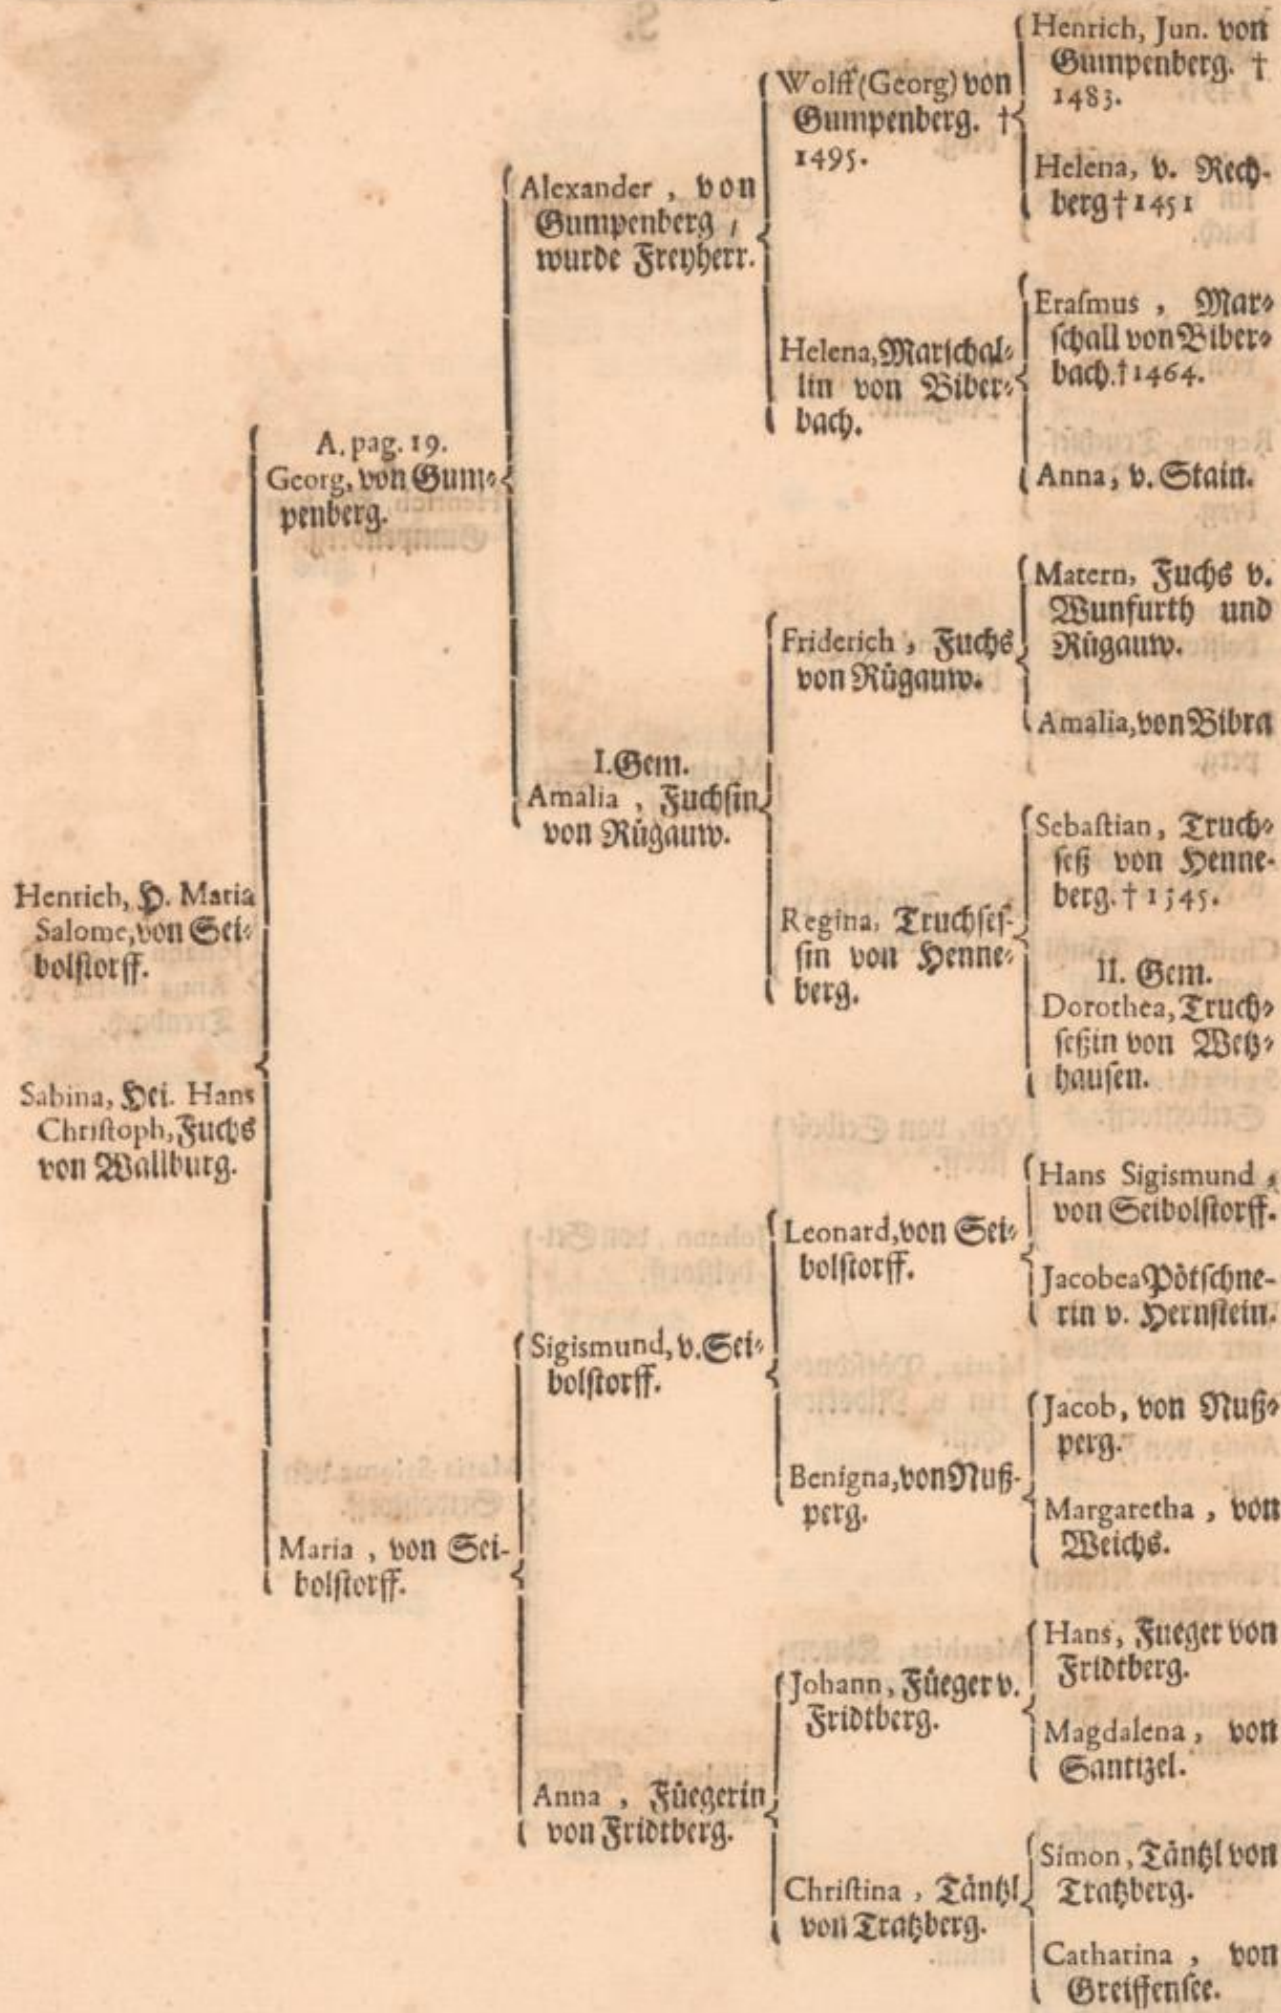 Henrich, H. Maria
Salome, von Sei-
bolstorff.
Sabina, Hei. Hans
Christoph, Fuchs
von Wallburg.
A. pag. 19.
Georg, von Gum-
penberg.
Maria, von Sei-
bolstorff.
Alexander, von
Gumpenberg,
wurde Freyherr.
I. Gem.
Amalia, Fuchsin
von Rügauw.
Sigismund, v. Sei-
bolstorff.
Anna, Füegerin
von Fridtberg.
Wolff (Georg) von
Gumpenberg. †
1495.
Helena, Marschal-
lin von Biber-
bach.
Friderich, Fuchs
von Rügauw.
Regina, Truchses-
sin von Henne-
berg.
Leonard, von Sei-
bolstorff.
Benigna, von Nuß-
perg.
Johann, Füeger v.
Fridtberg.
Christina, Täntzl
von Tratzberg.
Henrich, Jun. von
Gumpenberg. †
1483.
Helena, v. Rech-
berg † 1451
Erasmus, Mar-
schall von Biber-
bach. † 1464.
Anna, v. Stain.
Matern, Fuchs v.
Wunfurth und
Rügauw.
Amalia, von Bibra
Sebastian, Truch-
seß von Henne-
berg. † 1545.
II. Gem.
Dorothea, Truch-
seßin von Wetz-
hausen.
Hans Sigismund,
von Seibolstorff.
Jacobea Pötschne-
rin v. Hernstein.
Jacob, von Nuß-
perg.
Margaretha, von
Weichs.
Hans, Fueger von
Fridtberg.
Magdalena, von
Santizel.
Simon, Täntzl von
Tratzberg.
Catharina, von
Greiffensee.